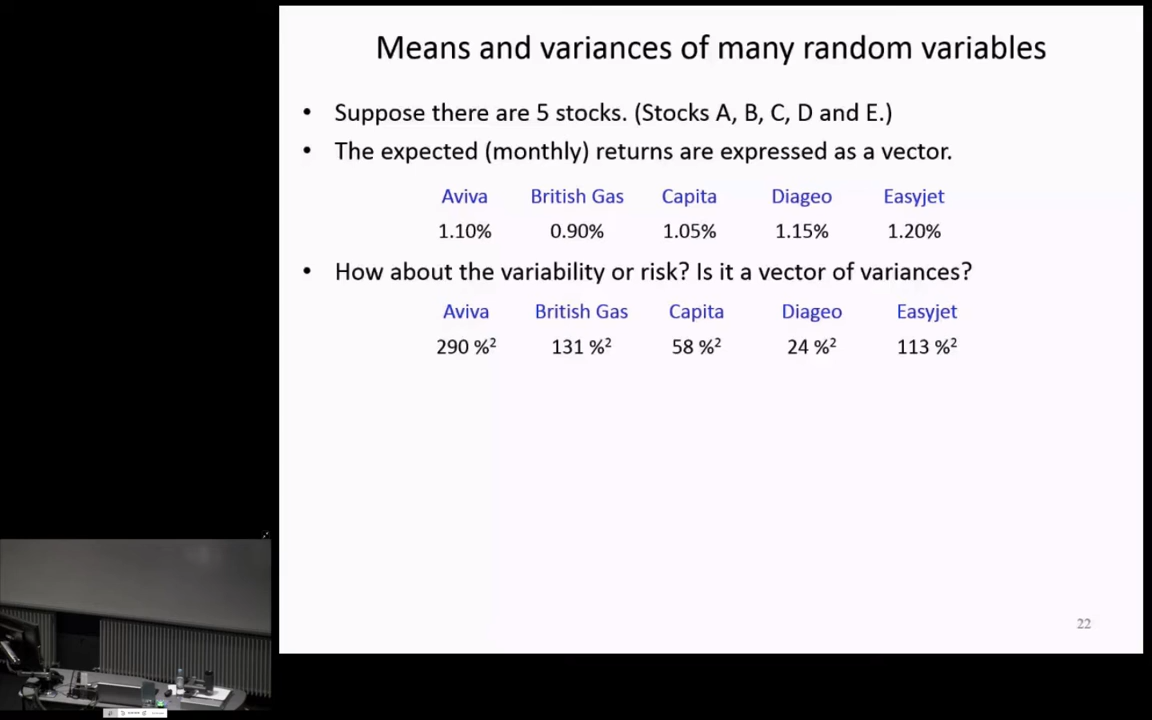 Means and variances of many random variables
• Suppose there are 5 stocks. (Stocks A, B, C, D and E.)
• The expected (monthly) returns are expressed as a vector.
Aviva British Gas Capita Diageo Easyjet
1.10% 0.90% 1.05% 1.15% 1.20%
• How about the variability or risk? Is it a vector of variances?
Aviva British Gas Capita Diageo Easyjet
290 %² 131 %² 58 %² 24 %² 113 %²
22